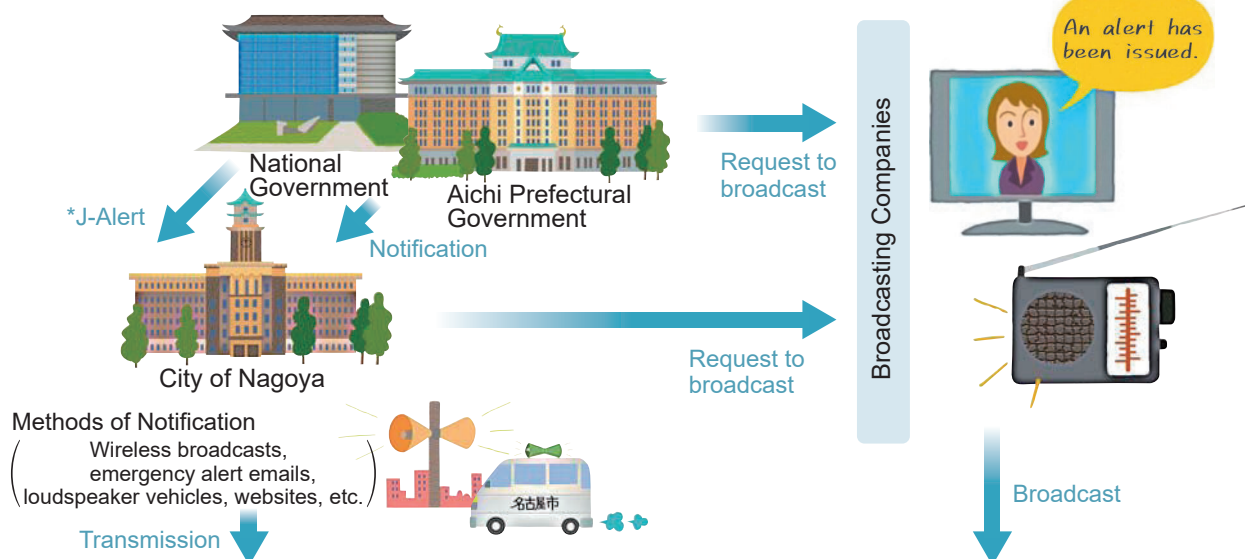 An alert has
been issued.
National
Government
Aichi Prefectural
Government
Request to
broadcast
*J-Alert
Notification
City of Nagoya
Request to
broadcast
Broadcasting Companies
Methods of Notification
(Wireless broadcasts,
emergency alert emails,
loudspeaker vehicles, websites, etc.)
名古屋市
Transmission
Broadcast